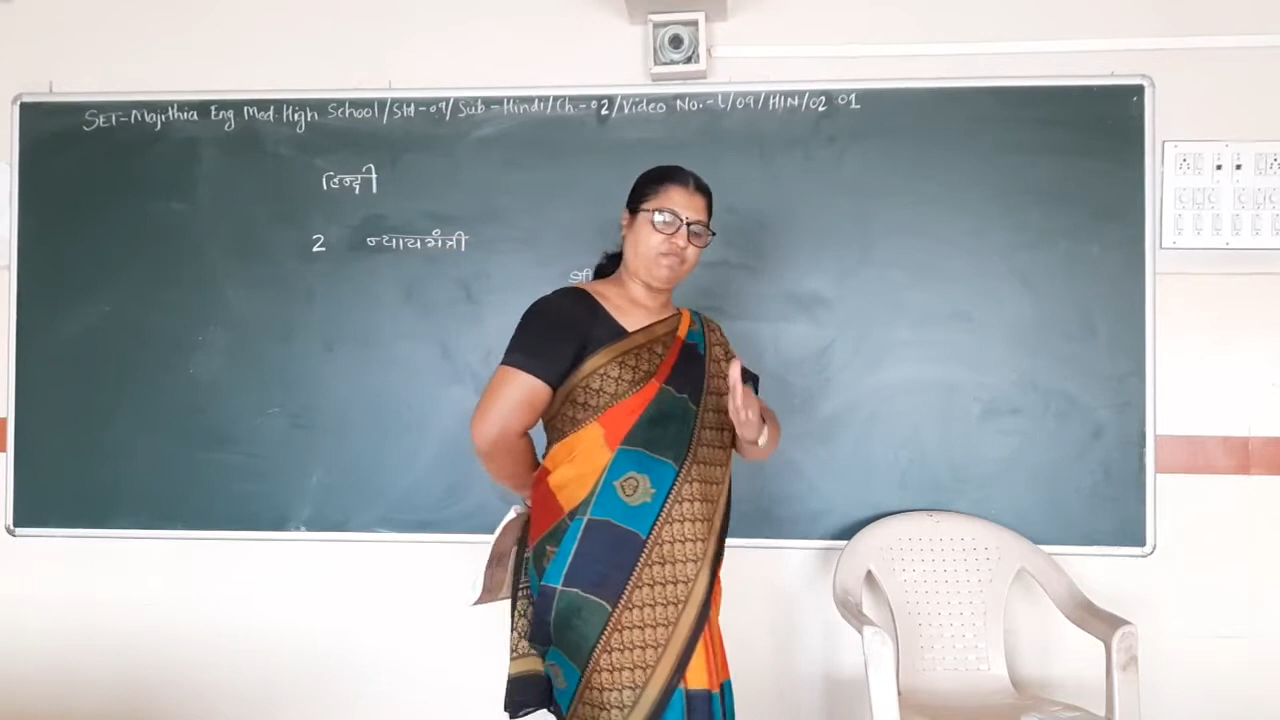 SET-Majithia Eng Med. High School/Std-09/Sub-Hindi/Ch.-02/Video No.-L/09/HIN/02.01
हिन्दी
2 न्यायमंत्री
श्री